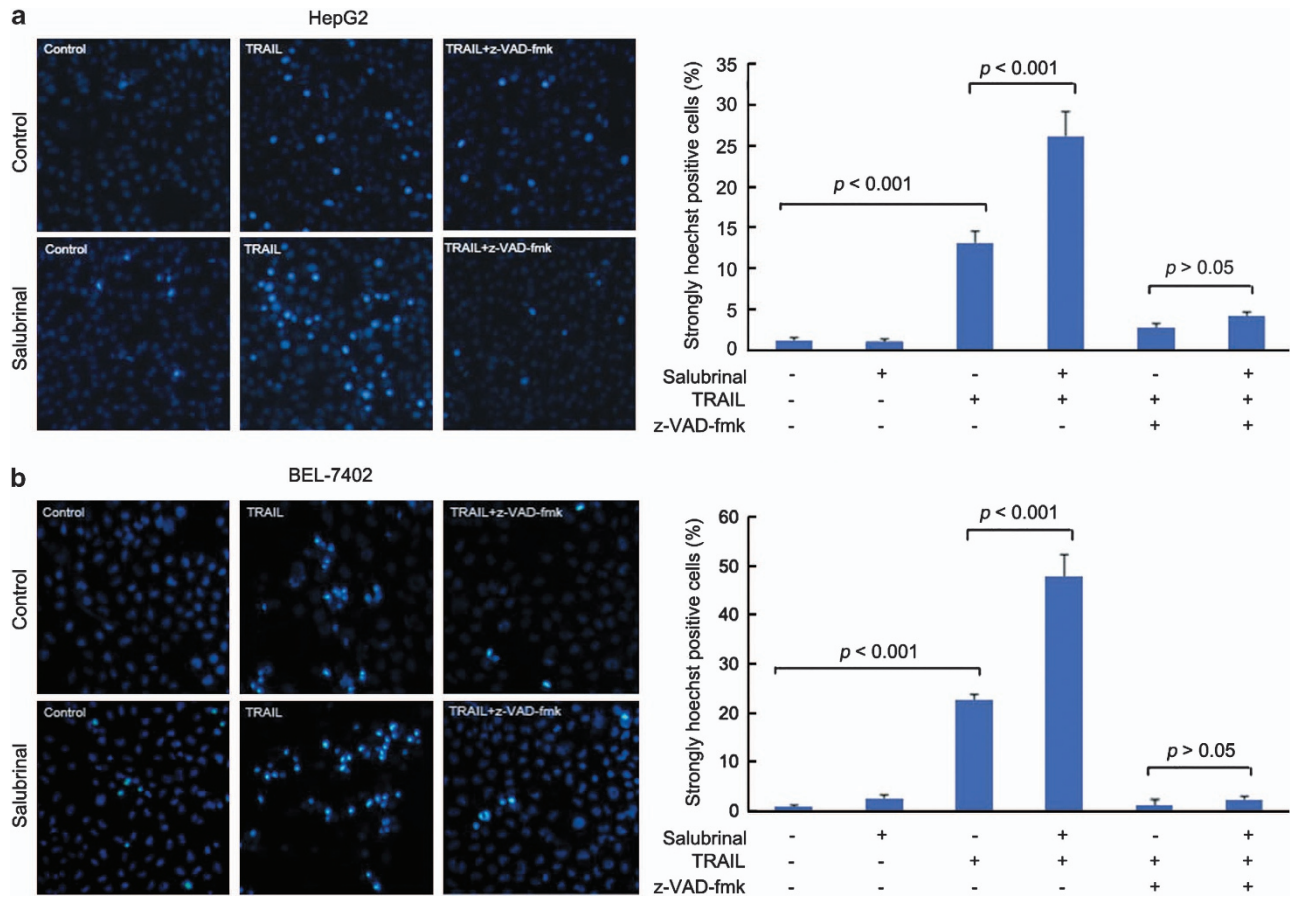 a
HepG2
Control
TRAIL
TRAIL+z-VAD-fmk
Control
Control
TRAIL
TRAIL+z-VAD-fmk
Salubrinal
Strongly hoechst positive cells (%)
35
30
25
20
15
10
5
0
p < 0.001
p < 0.001
p > 0.05
Salubrinal - + - + - +
TRAIL - - + + + +
z-VAD-fmk - - - - + +
b
BEL-7402
Control
TRAIL
TRAIL+z-VAD-fmk
Control
Control
TRAIL
TRAIL+z-VAD-fmk
Salubrinal
Strongly hoechst positive cells (%)
60
50
40
30
20
10
0
p < 0.001
p < 0.001
p > 0.05
Salubrinal - + - + - +
TRAIL - - + + + +
z-VAD-fmk - - - - + +